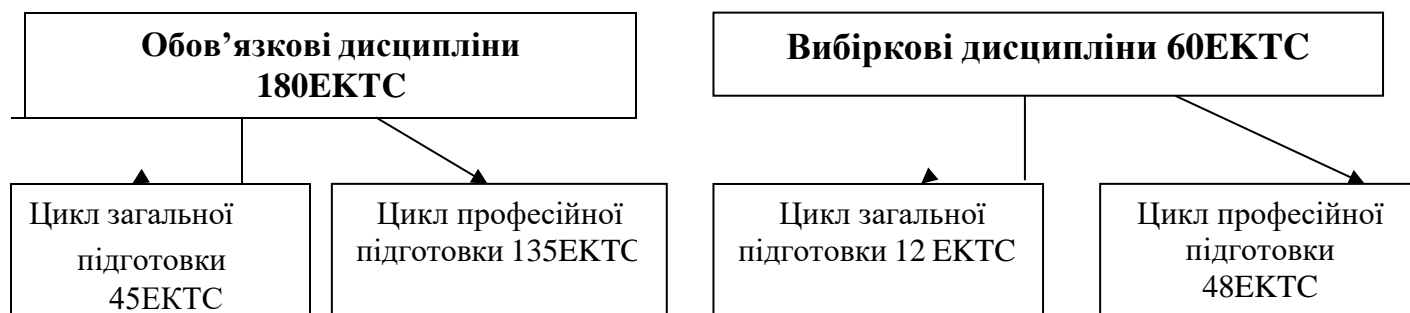 Обов’язкові дисципліни
180ЕКТС
Вибіркові дисципліни 60ЕКТС
Цикл загальної
підготовки
45ЕКТС
Цикл професійної
підготовки 135ЕКТС
Цикл загальної
підготовки 12 ЕКТС
Цикл професійної
підготовки
48ЕКТС